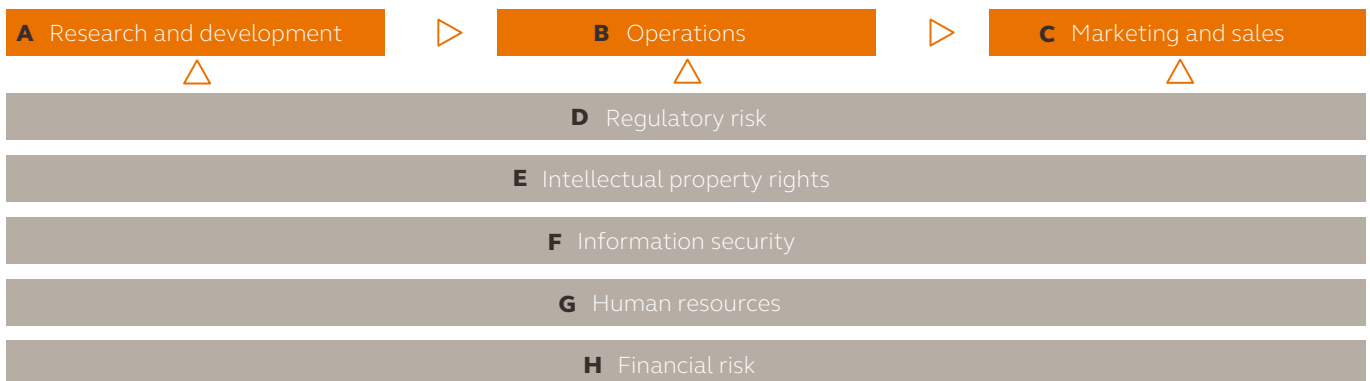 A Research and development
B Operations
C Marketing and sales
D Regulatory risk
E Intellectual property rights
F Information security
G Human resources
H Financial risk